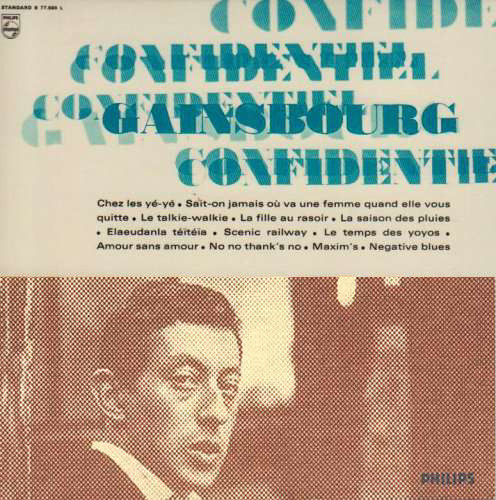 STANDARD B 77.980 L
PHILIPS
CONFIDENTIEL
CONFIDENTIEL
GAINSBOURG
CONFIDENTIE
Chez les yé-yé • Sait-on jamais où va une femme quand elle vous
quitte • Le talkie-walkie • La fille au rasoir • La saison des pluies
• Elaeudanla téïtéïa • Scenic railway • Le temps des yoyos •
Amour sans amour • No no thank's no • Maxim's • Negative blues
PHILIPS